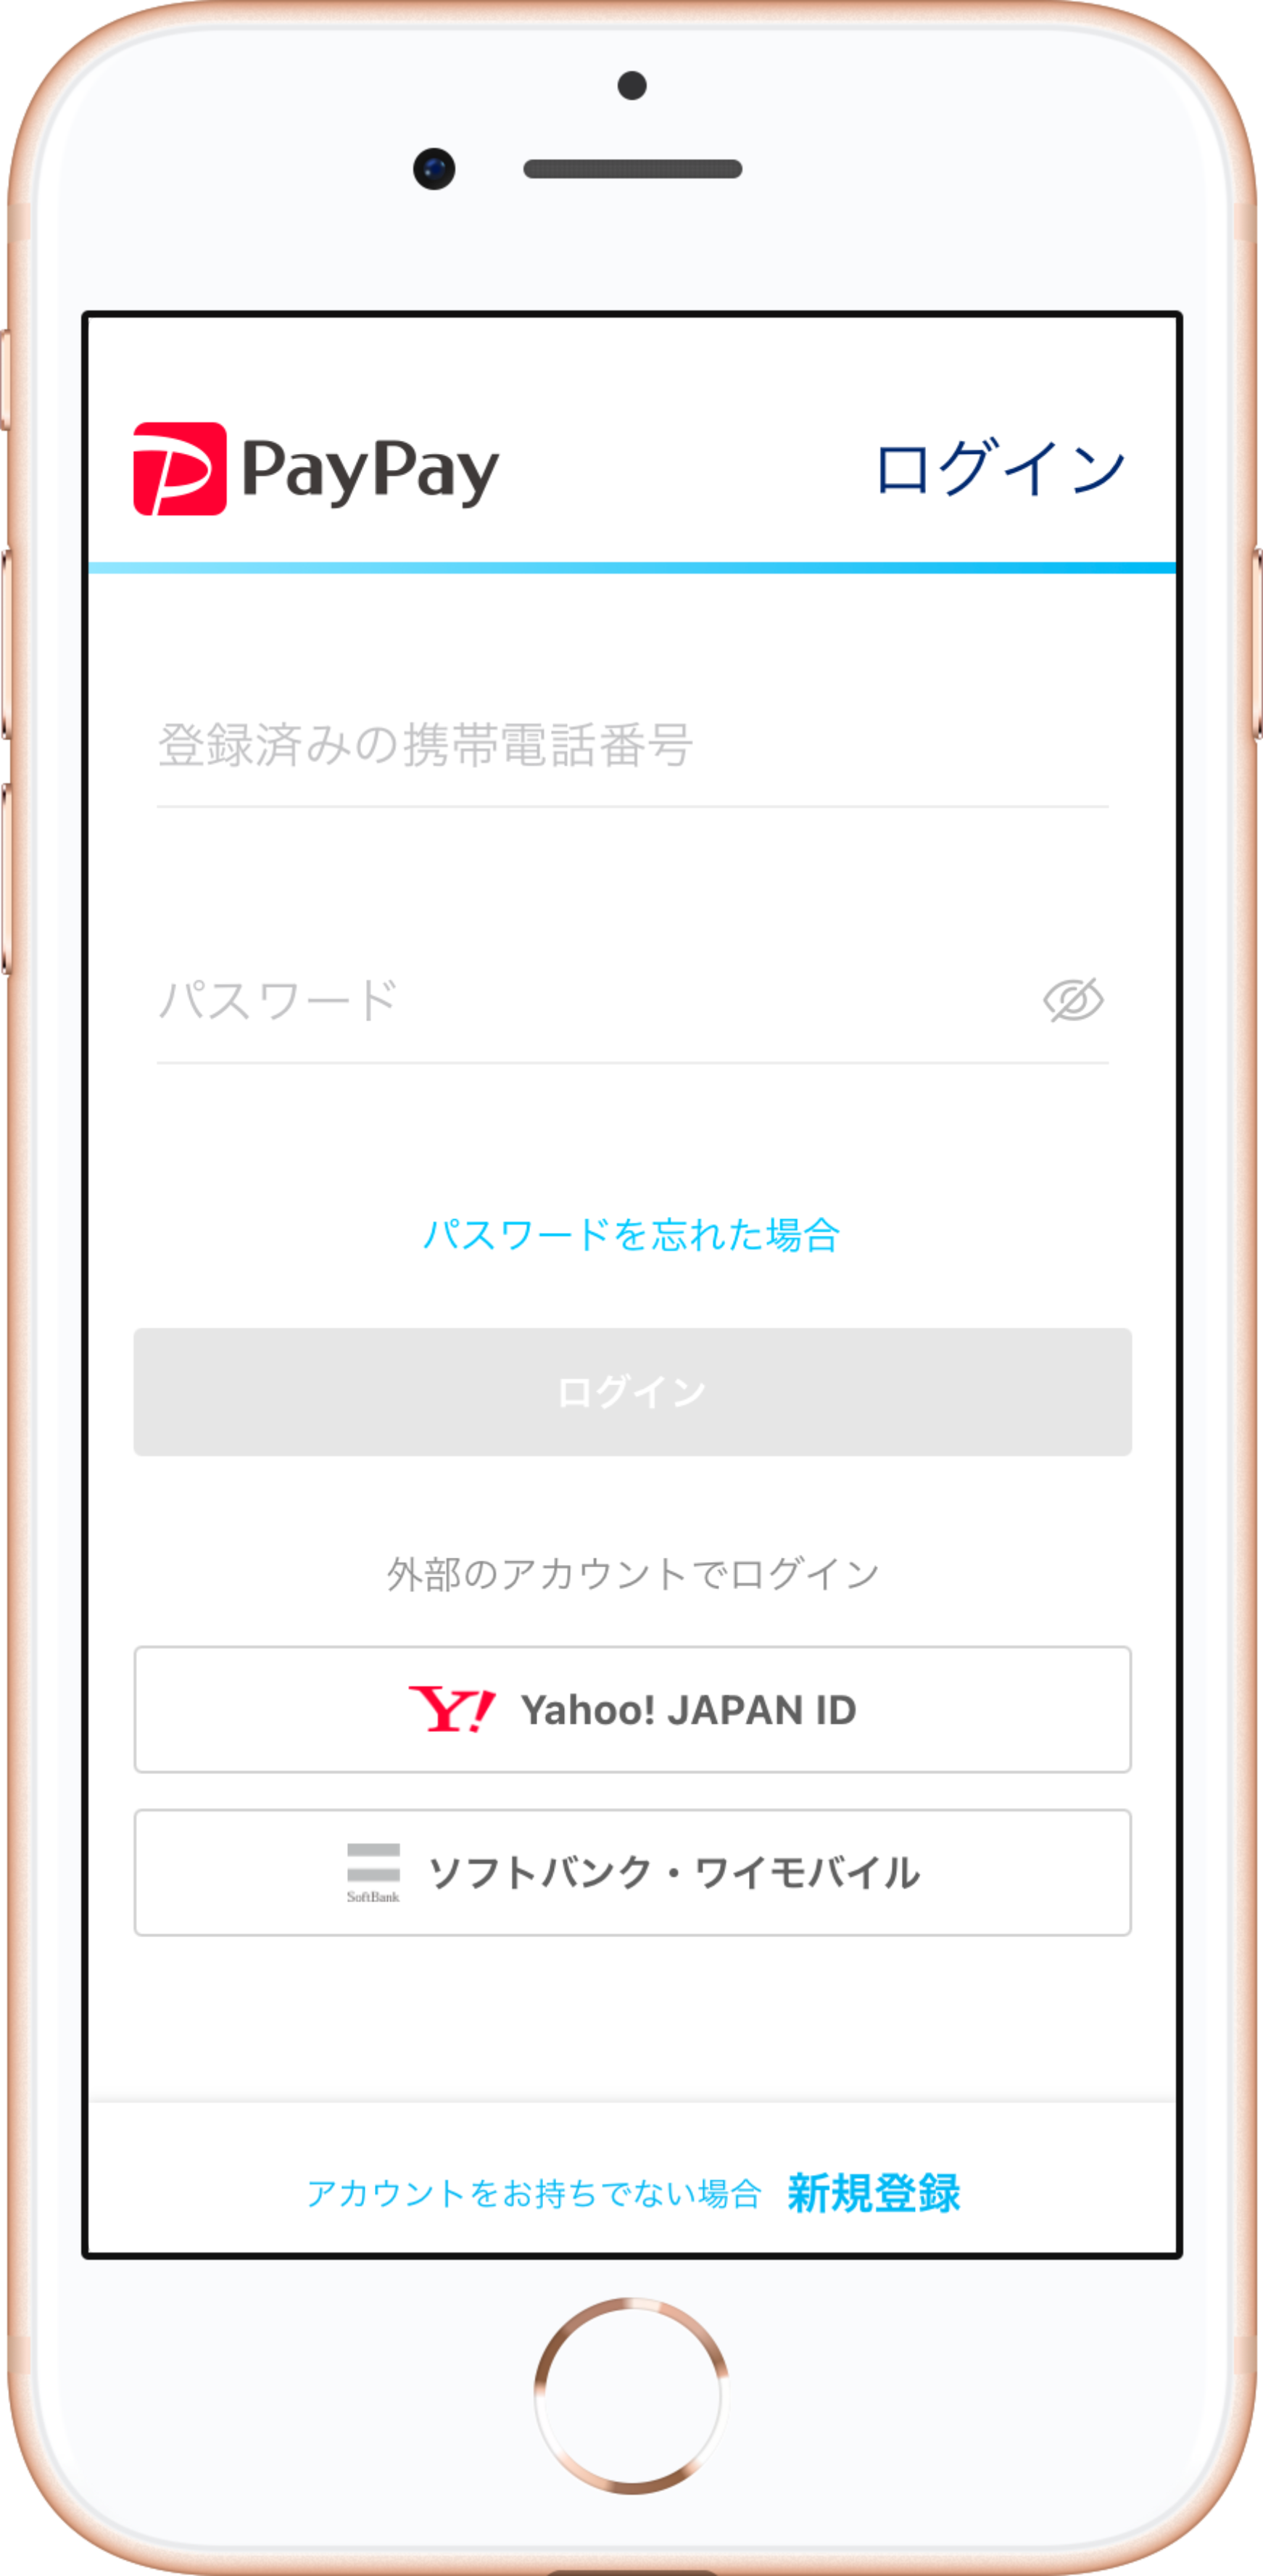 PayPay ログイン
登録済みの携帯電話番号
パスワード
パスワードを忘れた場合
ログイン
外部のアカウントでログイン
Y! Yahoo! JAPAN ID
SoftBank ソフトバンク・ワイモバイル
アカウントをお持ちでない場合 新規登録